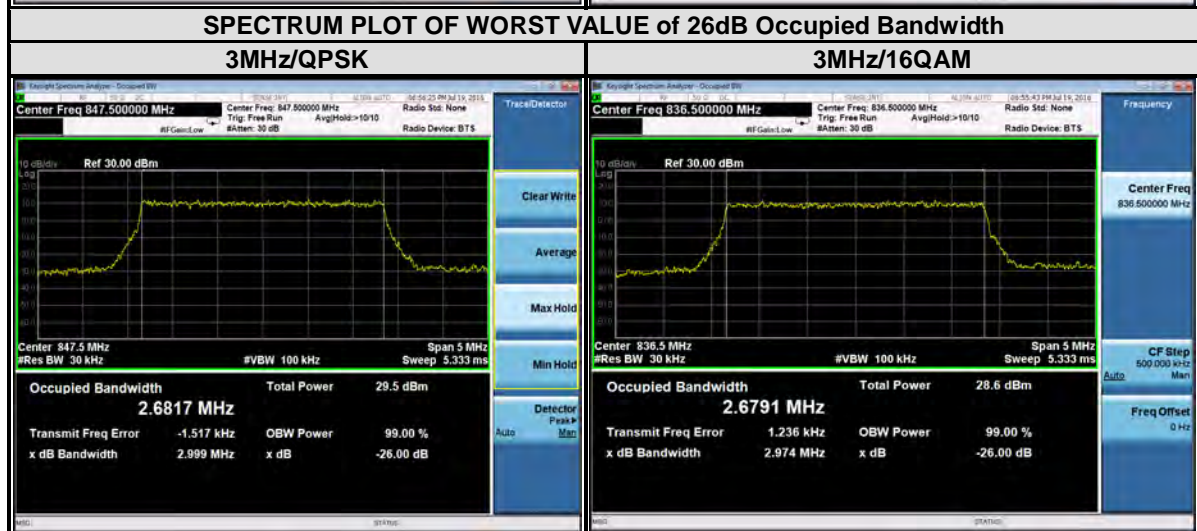 SPECTRUM PLOT OF WORST VALUE of 26dB Occupied Bandwidth
3MHz/QPSK
3MHz/16QAM
Keysight Spectrum Analyzer - Occupied BW
Center Freq 847.500000 MHz
Center Freq: 847.500000 MHz
Radio Std: None
Trig: Free Run
Avg|Hold:>10/10
#IFGain:Low
#Atten: 30 dB
Radio Device: BTS
10 dB/div
Ref 30.00 dBm
Log
Center 847.5 MHz
Span 5 MHz
#Res BW 30 kHz
#VBW 100 kHz
Sweep 5.333 ms
Occupied Bandwidth
2.6817 MHz
Total Power
29.5 dBm
Transmit Freq Error
-1.517 kHz
OBW Power
99.00 %
x dB Bandwidth
2.999 MHz
x dB
-26.00 dB
MSG
STATUS
Trace/Detector
Clear Write
Average
Max Hold
Min Hold
Detector
Peak
Auto Man
Keysight Spectrum Analyzer - Occupied BW
Center Freq 836.500000 MHz
Center Freq: 836.500000 MHz
Radio Std: None
Trig: Free Run
Avg|Hold:>10/10
#IFGain:Low
#Atten: 30 dB
Radio Device: BTS
10 dB/div
Ref 30.00 dBm
Log
Center 836.5 MHz
Span 5 MHz
#Res BW 30 kHz
#VBW 100 kHz
Sweep 5.333 ms
Occupied Bandwidth
2.6791 MHz
Total Power
28.6 dBm
Transmit Freq Error
1.236 kHz
OBW Power
99.00 %
x dB Bandwidth
2.974 MHz
x dB
-26.00 dB
MSG
STATUS
Frequency
Center Freq
836.500000 MHz
CF Step
500.000 kHz
Auto Man
Freq Offset
0 Hz